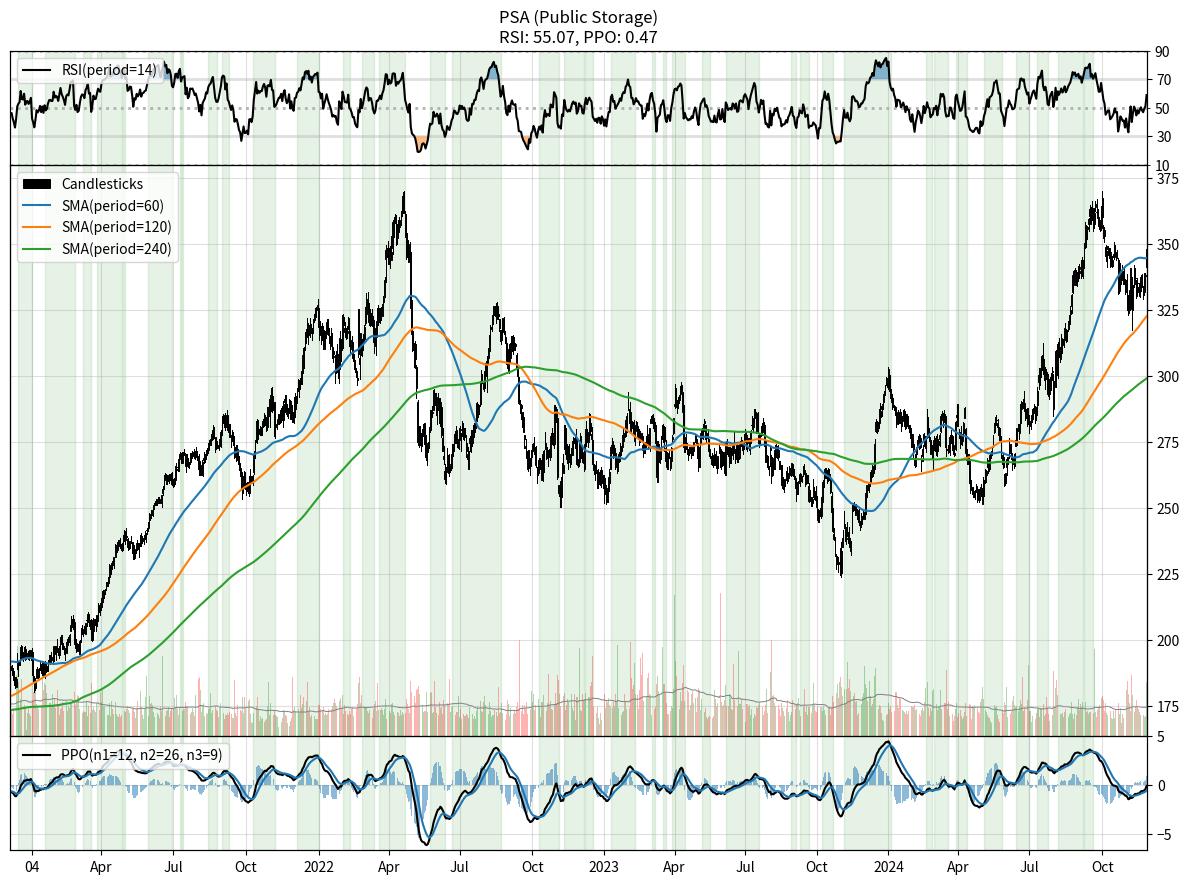 PSA (Public Storage)
RSI: 55.07, PPO: 0.47
RSI(period=14)
90
70
50
30
10
Candlesticks
SMA(period=60)
SMA(period=120)
SMA(period=240)
375
350
325
300
275
250
225
200
175
PPO(n1=12, n2=26, n3=9)
5
0
−5
04 Apr Jul Oct 2022 Apr Jul Oct 2023 Apr Jul Oct 2024 Apr Jul Oct